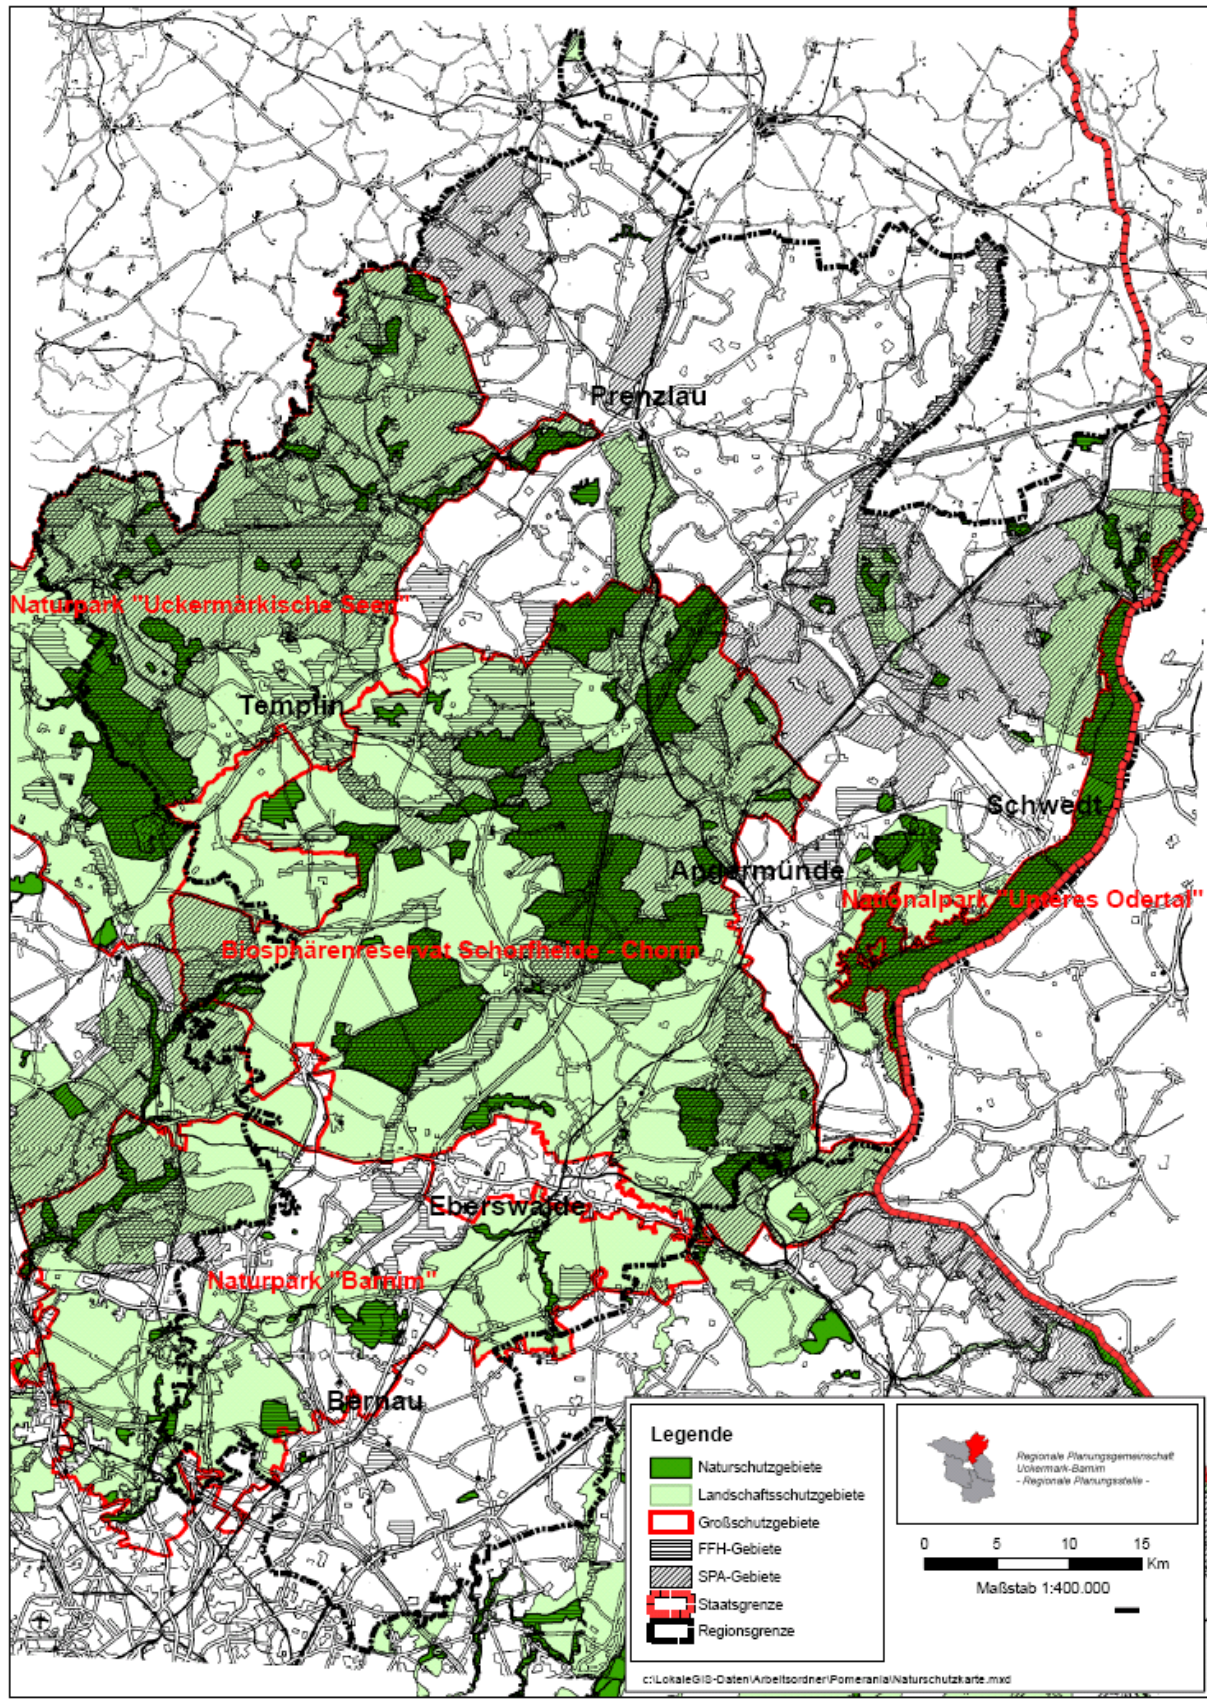 Prenzlau
Naturpark "Uckermärkische Seen"
Templin
Schwedt
Angermünde
Nationalpark "Unteres Odertal"
Biosphärenreservat Schorfheide - Chorin
Eberswalde
Naturpark "Barnim"
Bernau
Legende
Naturschutzgebiete
Landschaftsschutzgebiete
Großschutzgebiete
FFH-Gebiete
SPA-Gebiete
Staatsgrenze
Regionsgrenze
Regionale Planungsgemeinschaft
Uckermark-Barnim
- Regionale Planungsstelle -
0 5 10 15
Km
Maßstab 1:400.000
c:\LokaleGIS-Daten\Arbeitsordner\Pomerania\Naturschutzkarte.mxd